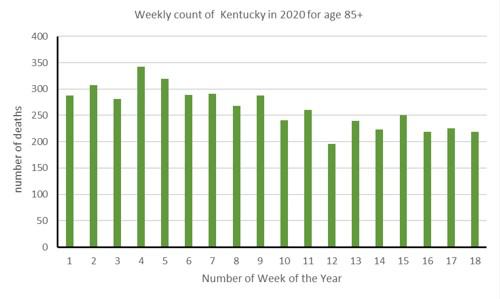 Weekly count of  Kentucky in 2020 for age 85+
number of deaths
400
350
300
250
200
150
100
50
0
1 2 3 4 5 6 7 8 9 10 11 12 13 14 15 16 17 18
Number of Week of the Year